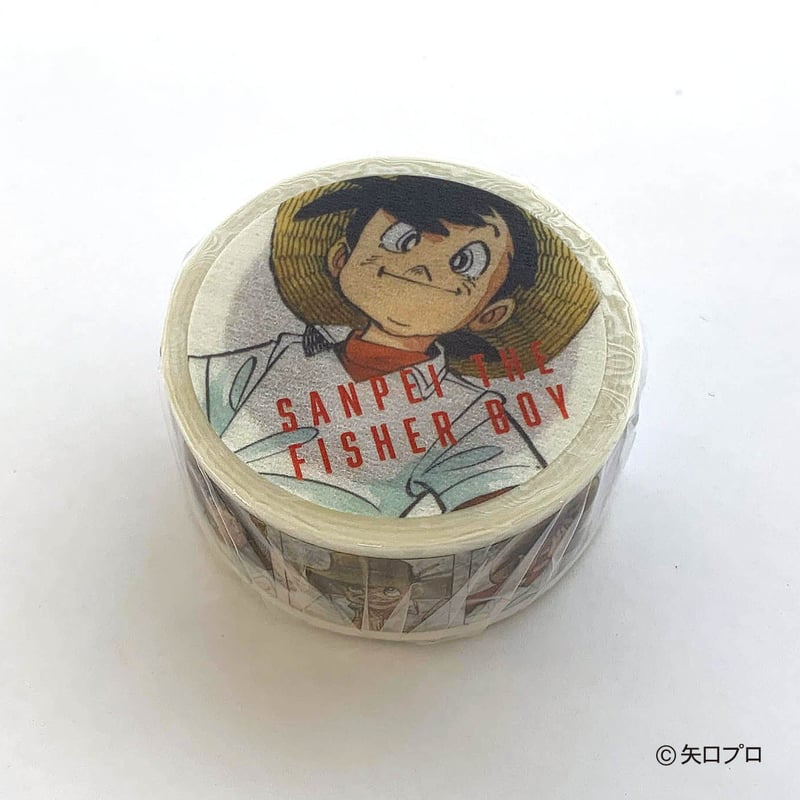 SANPEI THE
FISHER BOY
©矢口プロ